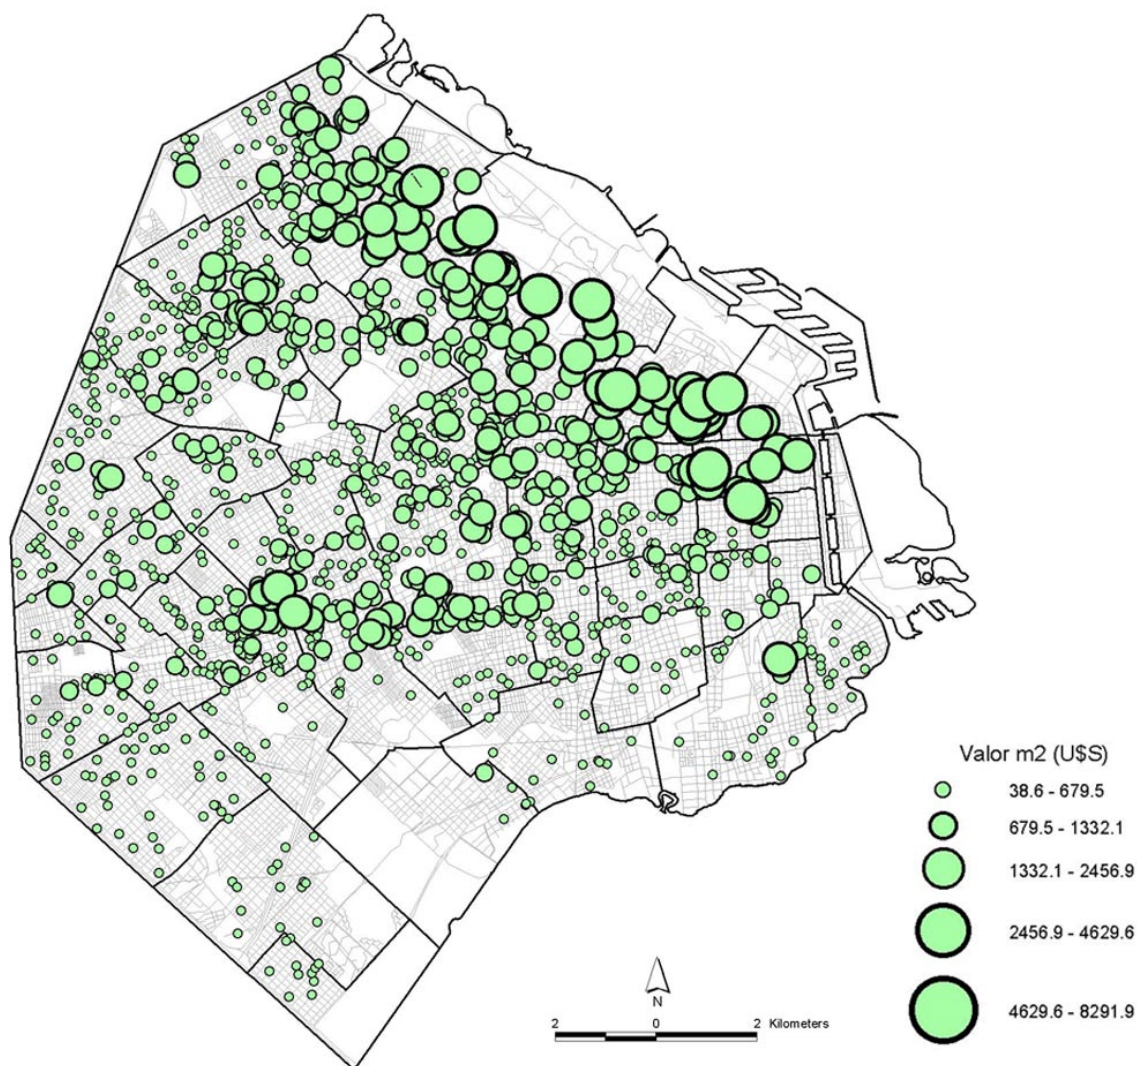 Valor m2 (U$S)
38.6 - 679.5
679.5 - 1332.1
1332.1 - 2456.9
2456.9 - 4629.6
4629.6 - 8291.9
N
2 0 2 Kilometers